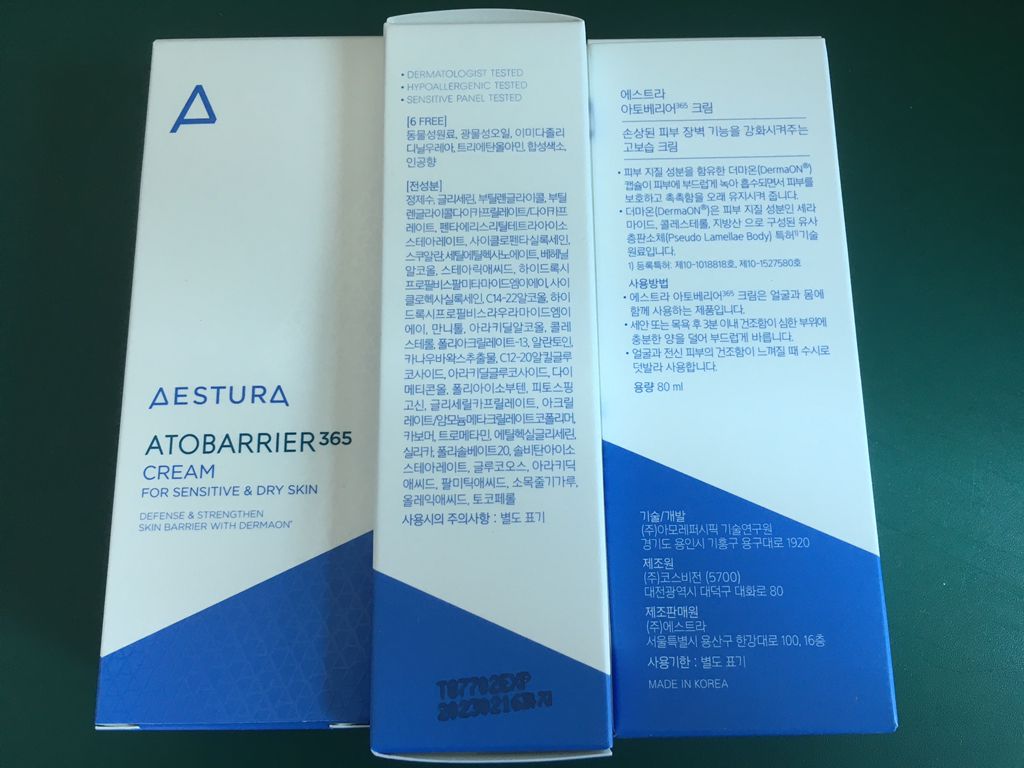 AESTURA
ATOBARRIER365
CREAM
FOR SENSITIVE & DRY SKIN
DEFENSE & STRENGTHEN
SKIN BARRIER WITH DERMAON®
• DERMATOLOGIST TESTED
• HYPOALLERGENIC TESTED
• SENSITIVE PANEL TESTED
[6 FREE]
동물성원료, 광물성오일, 이미다졸리
디닐우레아, 트리에탄올아민, 합성색소,
인공향
[전성분]
정제수, 글리세린, 부틸렌글라이콜, 부틸
렌글라이콜다이카프릴레이트/다이카프
레이트, 펜타에리스리틸테트라아이소
스테아레이트, 사이클로펜타실록세인,
스쿠알란, 세틸에틸헥사노에이트, 베헤닐
알코올, 스테아릭애씨드, 하이드록시
프로필비스팔미타마이드엠이에이, 사이
클로헥사실록세인, C14-22알코올, 하이
드록시프로필비스라우라마이드엠이
에이, 만니톨, 아라키딜알코올, 콜레
스테롤, 폴리아크릴레이트-13, 알란토인,
카나우바왁스추출물, C12-20알킬글루
코사이드, 아라키딜글루코사이드, 다이
메티콘올, 폴리아이소부텐, 피토스핑
고신, 글리세릴카프릴레이트, 아크릴
레이트/암모늄메타크릴레이트코폴리머,
카보머, 트로메타민, 에틸헥실글리세린,
실리카, 폴리솔베이트20, 솔비탄아이소
스테아레이트, 글루코오스, 아라키딕
애씨드, 팔미틱애씨드, 소목줄기가루,
올레익애씨드, 토코페롤
사용시의 주의사항 : 별도 표기
T07702EXP
20230216까지
에스트라
아토베리어365 크림
손상된 피부 장벽 기능을 강화시켜주는
고보습 크림
• 피부 지질 성분을 함유한 더마온(DermaON®)
캡슐이 피부에 부드럽게 녹아 흡수되면서 피부를
보호하고 촉촉함을 오래 유지시켜 줍니다.
• 더마온(DermaON®)은 피부 지질 성분인 세라
마이드, 콜레스테롤, 지방산 으로 구성된 유사
층판소체(Pseudo Lamellae Body) 특허1)기술
원료입니다.
1) 등록특허: 제10-1018818호, 제10-1527580호
사용방법
• 에스트라 아토베리어365 크림은 얼굴과 몸에
함께 사용하는 제품입니다.
• 세안 또는 목욕 후 3분 이내 건조함이 심한 부위에
충분한 양을 덜어 부드럽게 바릅니다.
• 얼굴과 전신 피부의 건조함이 느껴질 때 수시로
덧발라 사용합니다.
용량 80 ml
기술/개발
(주)아모레퍼시픽 기술연구원
경기도 용인시 기흥구 용구대로 1920
제조원
(주)코스비전 (5700)
대전광역시 대덕구 대화로 80
제조판매원
(주)에스트라
서울특별시 용산구 한강대로 100, 16층
사용기한 : 별도 표기
MADE IN KOREA